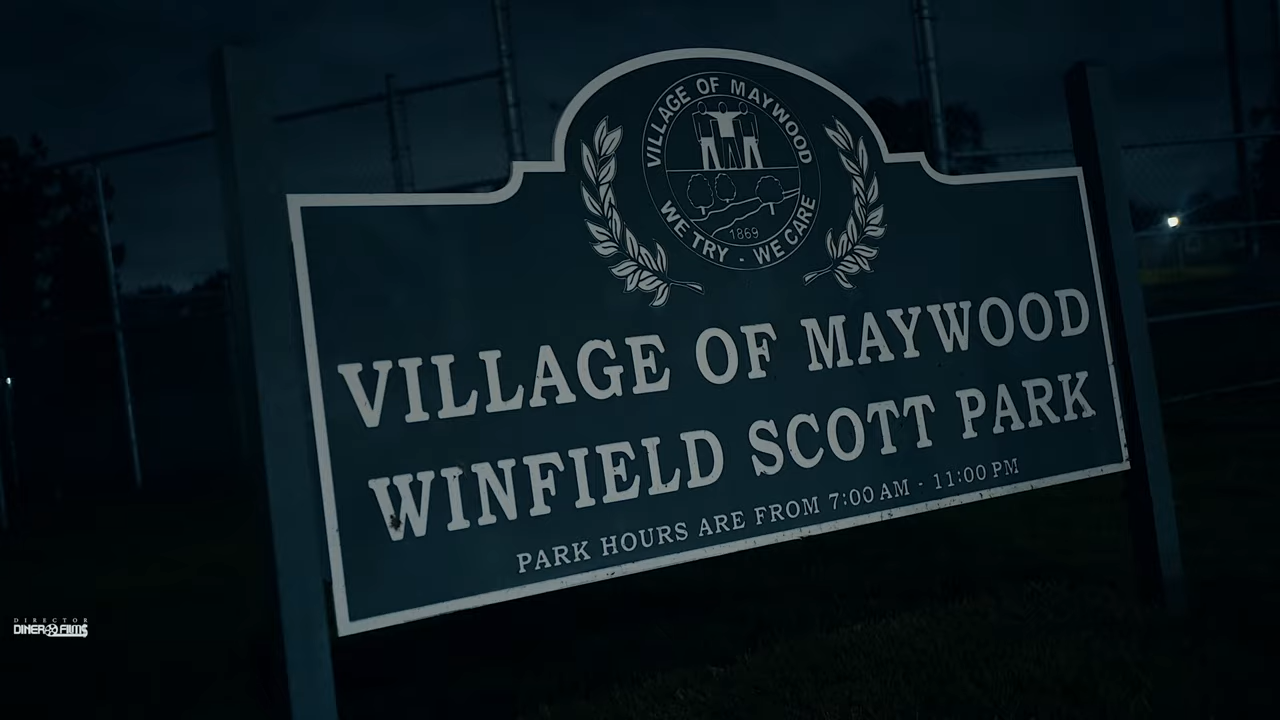 VILLAGE OF MAYWOOD
WE TRY - WE CARE
1869
VILLAGE OF MAYWOOD
WINFIELD SCOTT PARK
PARK HOURS ARE FROM 7:00 AM - 11:00 PM
DIRECTOR
DINERO FILMS